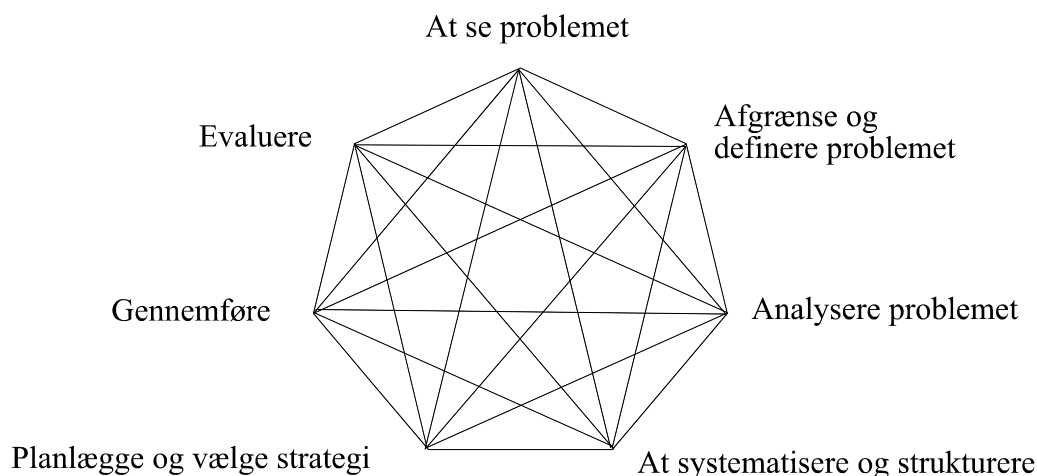 At se problemet
Afgrænse og
definere problemet
Evaluere
Analysere problemet
Gennemføre
At systematisere og strukturere
Planlægge og vælge strategi